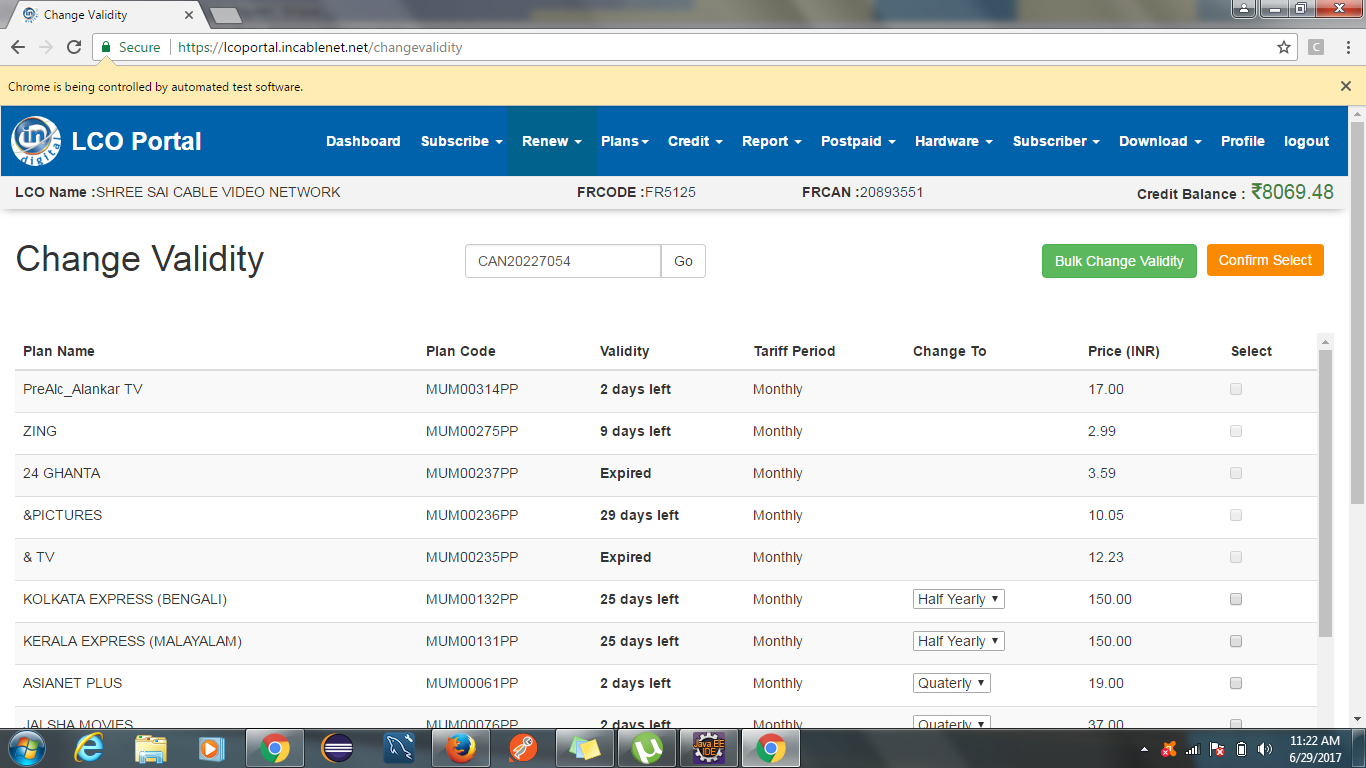 Change Validity
Secure https://lcoportal.incablenet.net/changevalidity
C
Chrome is being controlled by automated test software.
in digital LCO Portal Dashboard Subscribe Renew Plans Credit Report Postpaid Hardware Subscriber Download Profile logout
LCO Name :SHREE SAI CABLE VIDEO NETWORK FRCODE :FR5125 FRCAN :20893551 Credit Balance : ₹8069.48
Change Validity CAN20227054 Go Bulk Change Validity Confirm Select
Plan Name Plan Code Validity Tariff Period Change To Price (INR) Select
PreAlc_Alankar TV MUM00314PP 2 days left Monthly 17.00
ZING MUM00275PP 9 days left Monthly 2.99
24 GHANTA MUM00237PP Expired Monthly 3.59
&PICTURES MUM00236PP 29 days left Monthly 10.05
& TV MUM00235PP Expired Monthly 12.23
KOLKATA EXPRESS (BENGALI) MUM00132PP 25 days left Monthly Half Yearly 150.00
KERALA EXPRESS (MALAYALAM) MUM00131PP 25 days left Monthly Half Yearly 150.00
ASIANET PLUS MUM00061PP 2 days left Monthly Quaterly 19.00
JALSHA MOVIES MUM00076PP 2 days left Monthly Quaterly 37.00
Java EE
IDE
11:22 AM
6/29/2017